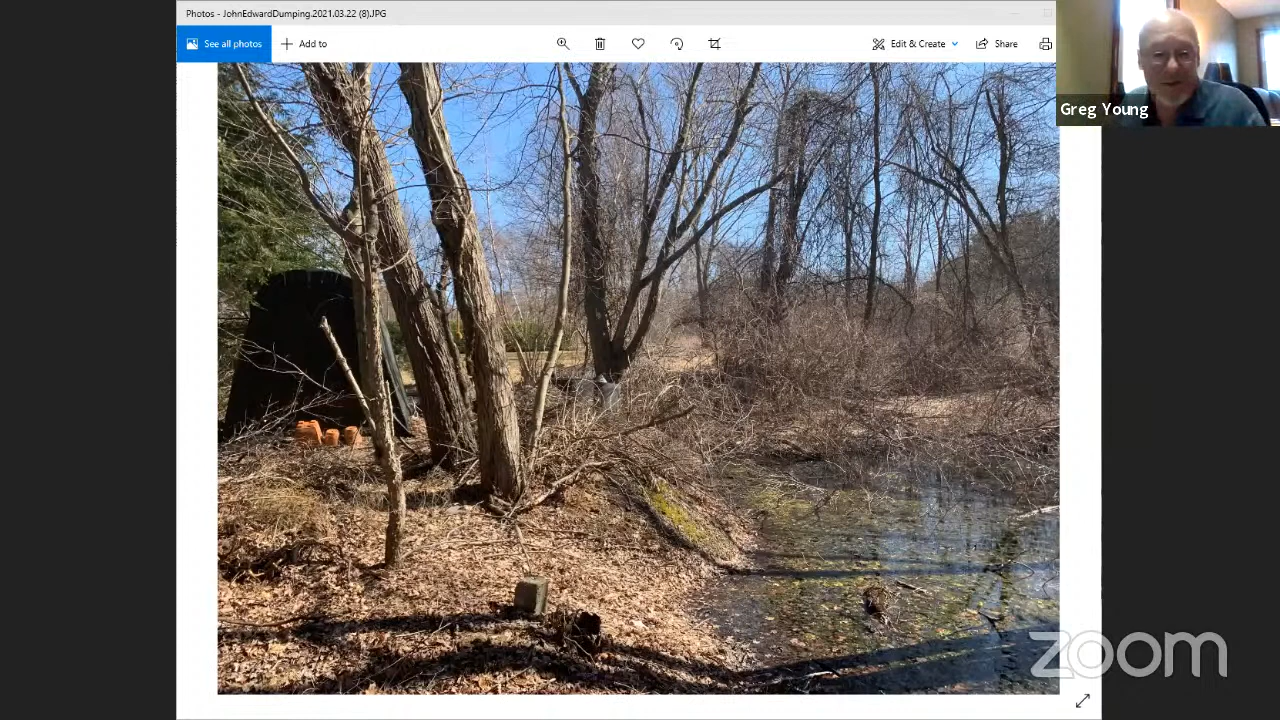 Photos - JohnEdwardDumping.2021.03.22 (8).JPG
See all photos
Add to
Edit & Create
Share
Greg Young
zoom